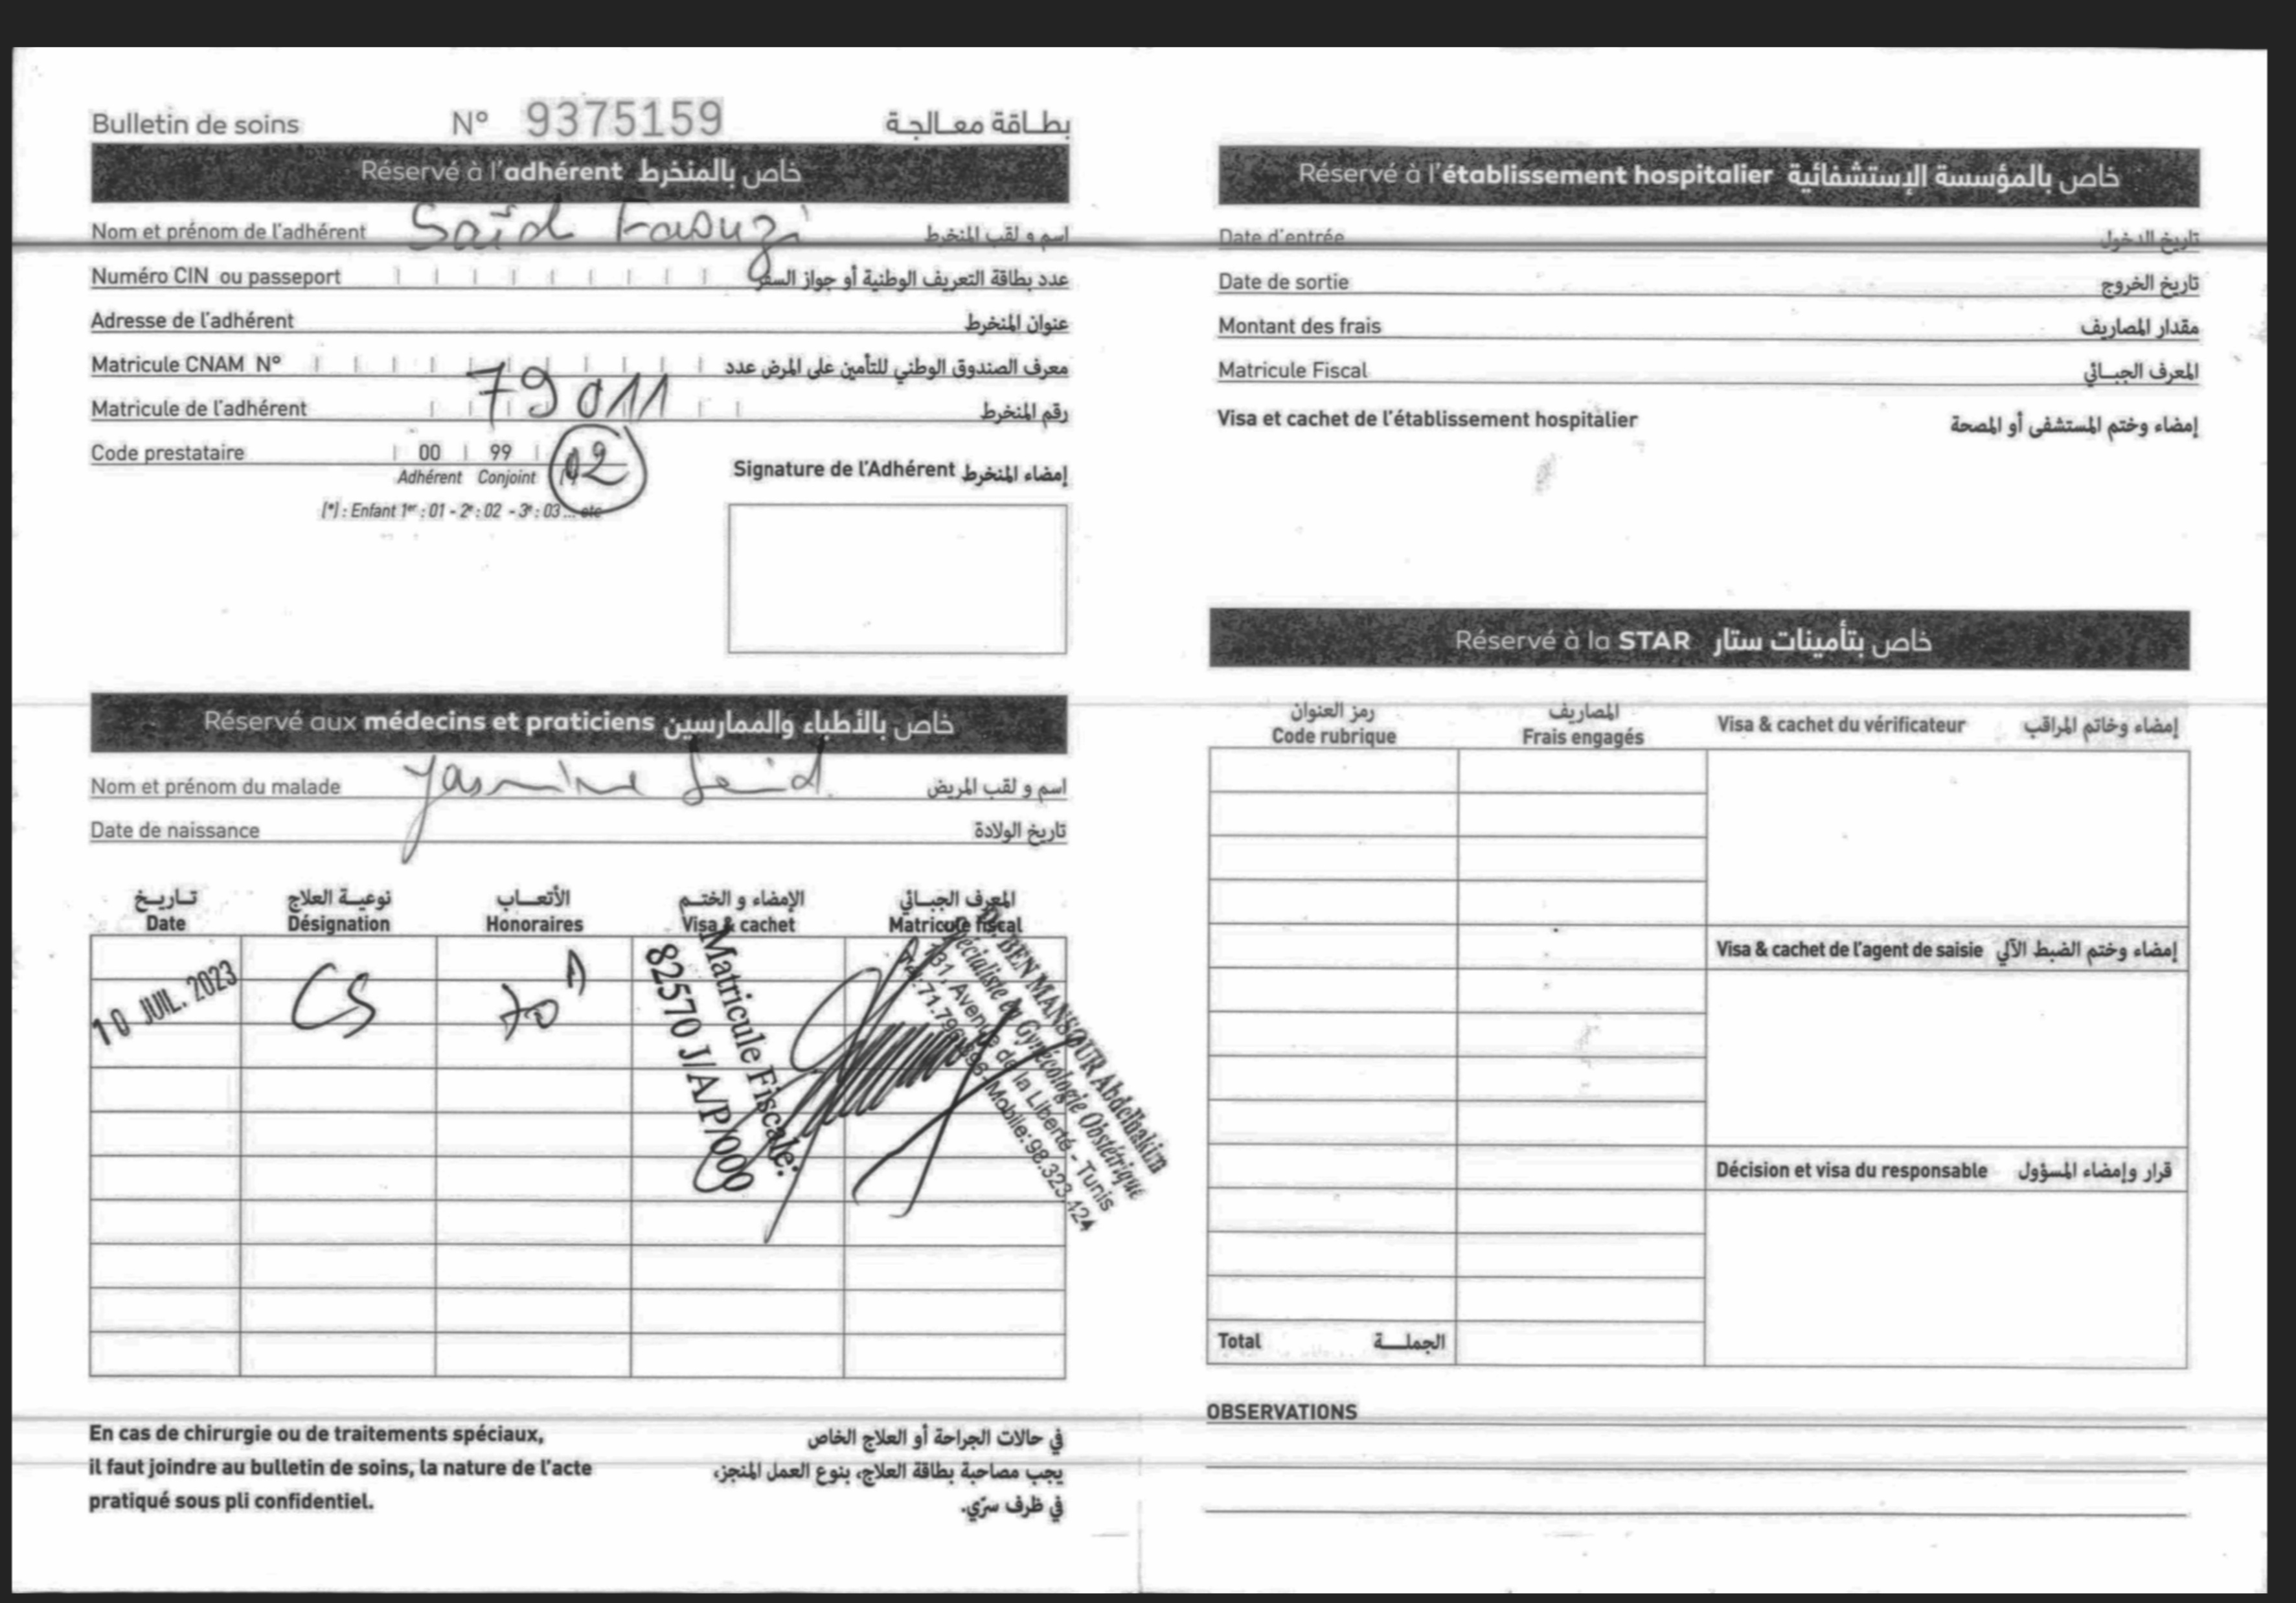 Bulletin de soins N° 9375159 بطاقة معالجة
Réservé à l'adhérent خاص بالمنخرط
Nom et prénom de l'adhérent Saïd Faouzi اسم و لقب المنخرط
Numéro CIN ou passeport عدد بطاقة التعريف الوطنية أو جواز السفر
Adresse de l'adhérent عنوان المنخرط
Matricule CNAM N° معرف الصندوق الوطني للتأمين على المرض عدد
Matricule de l'adhérent 79011 رقم المنخرط
Code prestataire 00 99 02
Adhérent Conjoint
Signature de l'Adhérent إمضاء المنخرط
(*) : Enfant 1er : 01 - 2e : 02 - 3e : 03 ... etc
Réservé aux médecins et praticiens خاص بالأطباء والممارسين
Nom et prénom du malade Yasmine Said اسم و لقب المريض
Date de naissance تاريخ الولادة
تاريخ نوعية العلاج الأتعاب الإمضاء و الختم المعرف الجبائي
Date Désignation Honoraires Visa & cachet Matricule fiscal
10 JUIL. 2023 CS 70
Matricule Fiscale:
82570 J/A/P/000
BEN MANSOUR Abdelhakim
Spécialiste en Gynécologie Obstétrique
131, Avenue de la Liberté - Tunis
Mobile: 98.323.424
En cas de chirurgie ou de traitements spéciaux,
il faut joindre au bulletin de soins, la nature de l'acte
pratiqué sous pli confidentiel.
في حالات الجراحة أو العلاج الخاص
يجب مصاحبة بطاقة العلاج، بنوع العمل المنجز،
في ظرف سرّي.
Réservé à l'établissement hospitalier خاص بالمؤسسة الإستشفائية
Date d'entrée تاريخ الدخول
Date de sortie تاريخ الخروج
Montant des frais مقدار المصاريف
Matricule Fiscal المعرف الجبائي
Visa et cachet de l'établissement hospitalier إمضاء وختم المستشفى أو المصحة
Réservé à la STAR خاص بتأمينات ستار
رمز العنوان المصاريف
Code rubrique Frais engagés Visa & cachet du vérificateur إمضاء وخاتم المراقب
Visa & cachet de l'agent de saisie إمضاء وختم الضبط الآلي
Décision et visa du responsable قرار وإمضاء المسؤول
Total الجملة
OBSERVATIONS